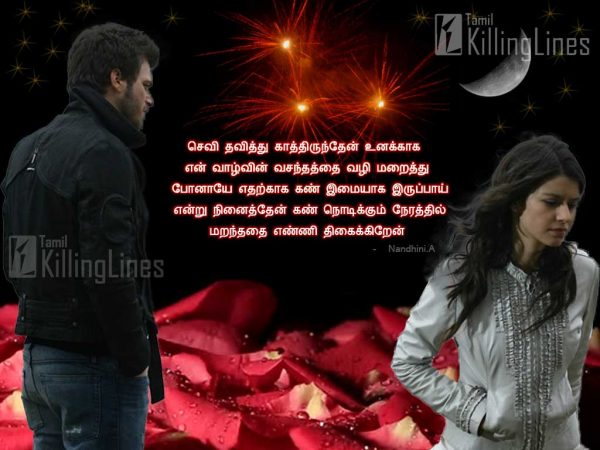 Tamil
KillingLines
செவி தவித்து காத்திருந்தேன் உனக்காக
என் வாழ்வின் வசந்தத்தை வழி மறைத்து
போனாயே எதற்காக கண் இமையாக இருப்பாய்
என்று நினைத்தேன் கண் நொடிக்கும் நேரத்தில்
மறந்ததை எண்ணி திகைக்கிறேன்
- Nandhini.A
Tamil
KillingLines